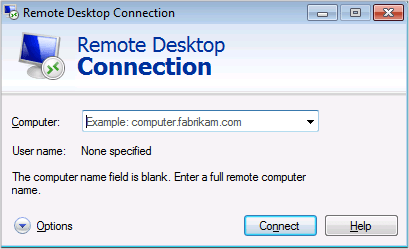 Remote Desktop Connection
Remote Desktop
Connection
Computer:
Example: computer.fabrikam.com
User name: None specified
The computer name field is blank. Enter a full remote computer
name.
Options
Connect
Help